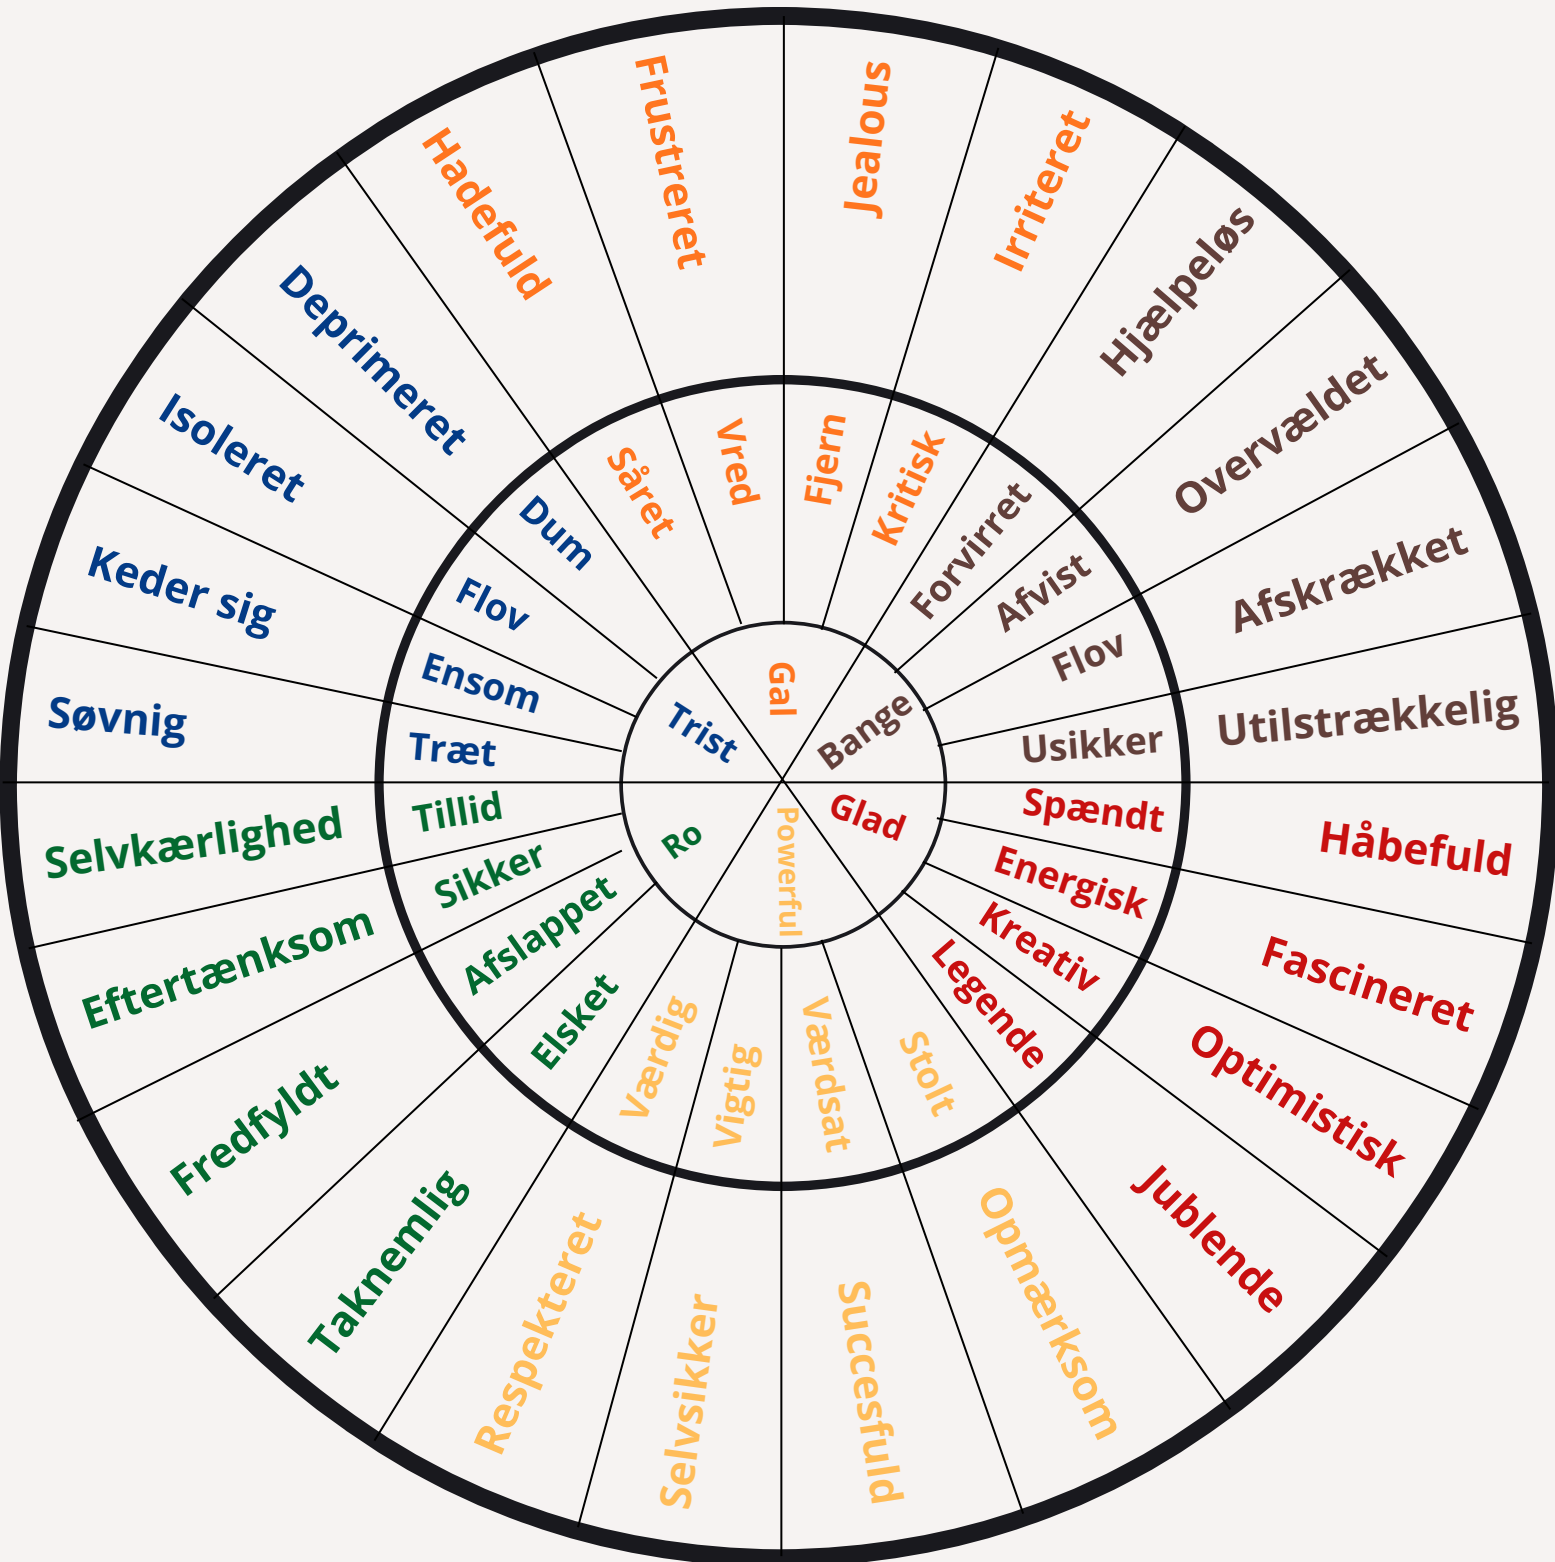 Gal
Bange
Glad
Powerful
Ro
Trist
Såret
Vred
Fjern
Kritisk
Forvirret
Afvist
Flov
Usikker
Spændt
Energisk
Kreativ
Legende
Stolt
Værdsat
Vigtig
Værdig
Elsket
Afslappet
Sikker
Tillid
Træt
Ensom
Flov
Dum
Hadefuld
Frustreret
Jealous
Irriteret
Hjælpeløs
Overvældet
Afskrækket
Utilstrækkelig
Håbefuld
Fascineret
Optimistisk
Jublende
Opmærksom
Succesfuld
Selvsikker
Respekteret
Taknemlig
Fredfyldt
Eftertænksom
Selvkærlighed
Søvnig
Keder sig
Isoleret
Deprimeret